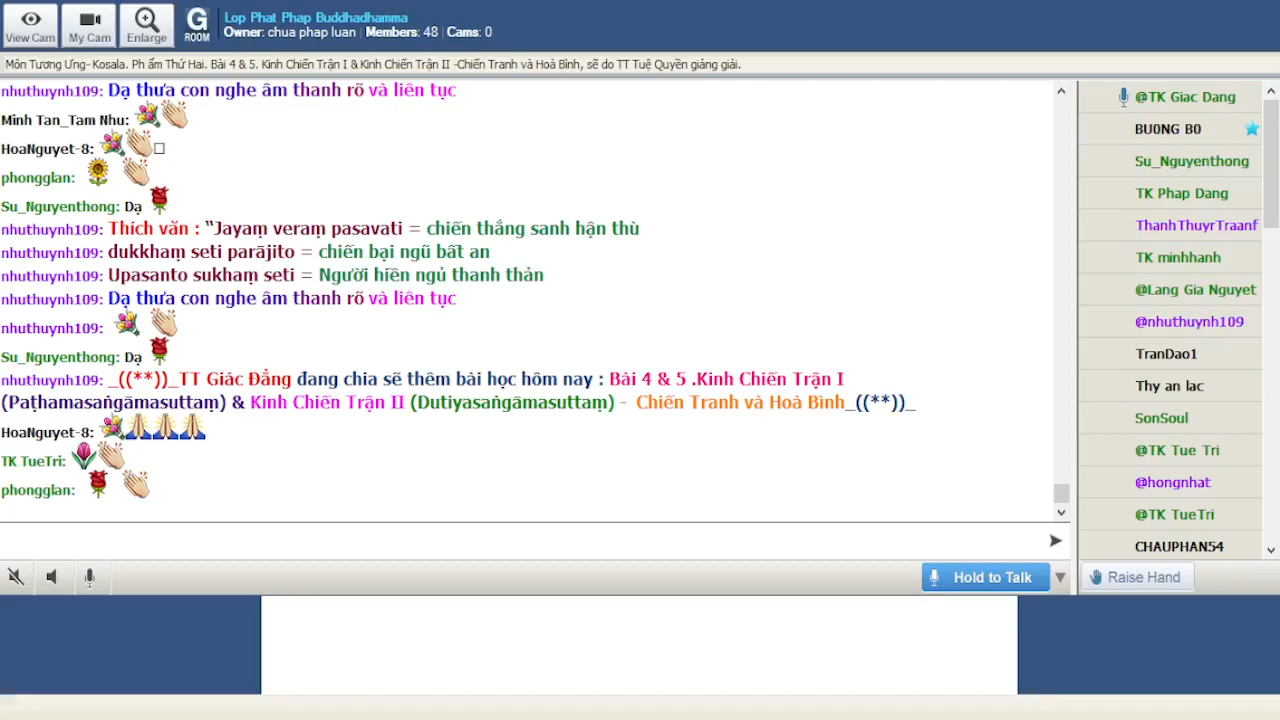 View Cam
My Cam
Enlarge
G
ROOM
Lop Phat Phap Buddhadhamma
Owner: chua phap luan | Members: 48 | Cams: 0
Môn Tương Ưng- Kosala. Ph ẩm Thứ Hai. Bài 4 & 5. Kinh Chiến Trận I & Kinh Chiến Trận II -Chiến Tranh và Hoà Bình, sẽ do TT Tuệ Quyền giảng giải.
nhuthuynh109: Dạ thưa con nghe âm thanh rõ và liên tục
Minh Tan_Tam Nhu:
HoaNguyet-8:
phongglan:
Su_Nguyenthong: Dạ
nhuthuynh109: Thích văn : “Jayaṃ veraṃ pasavati = chiến thắng sanh hận thù
nhuthuynh109: dukkhaṃ seti parājito = chiến bại ngũ bất an
nhuthuynh109: Upasanto sukhaṃ seti = Người hiền ngủ thanh thản
nhuthuynh109: Dạ thưa con nghe âm thanh rõ và liên tục
nhuthuynh109:
Su_Nguyenthong: Dạ
nhuthuynh109: _((**))_TT Giác Đẳng đang chia sẽ thêm bài học hôm nay : Bài 4 & 5 .Kinh Chiến Trận I
(Paṭhamasaṅgāmasuttaṃ) & Kinh Chiến Trận II (Dutiyasaṅgāmasuttaṃ) - Chiến Tranh và Hoà Bình_((**))_
HoaNguyet-8:
TK TueTri:
phongglan:
@TK Giac Dang
BU0NG B0
Su_Nguyenthong
TK Phap Dang
ThanhThuyrTraanf
TK minhhanh
@Lang Gia Nguyet
@nhuthuynh109
TranDao1
Thy an lac
SonSoul
@TK Tue Tri
@hongnhat
@TK TueTri
CHAUPHAN54
Hold to Talk
Raise Hand